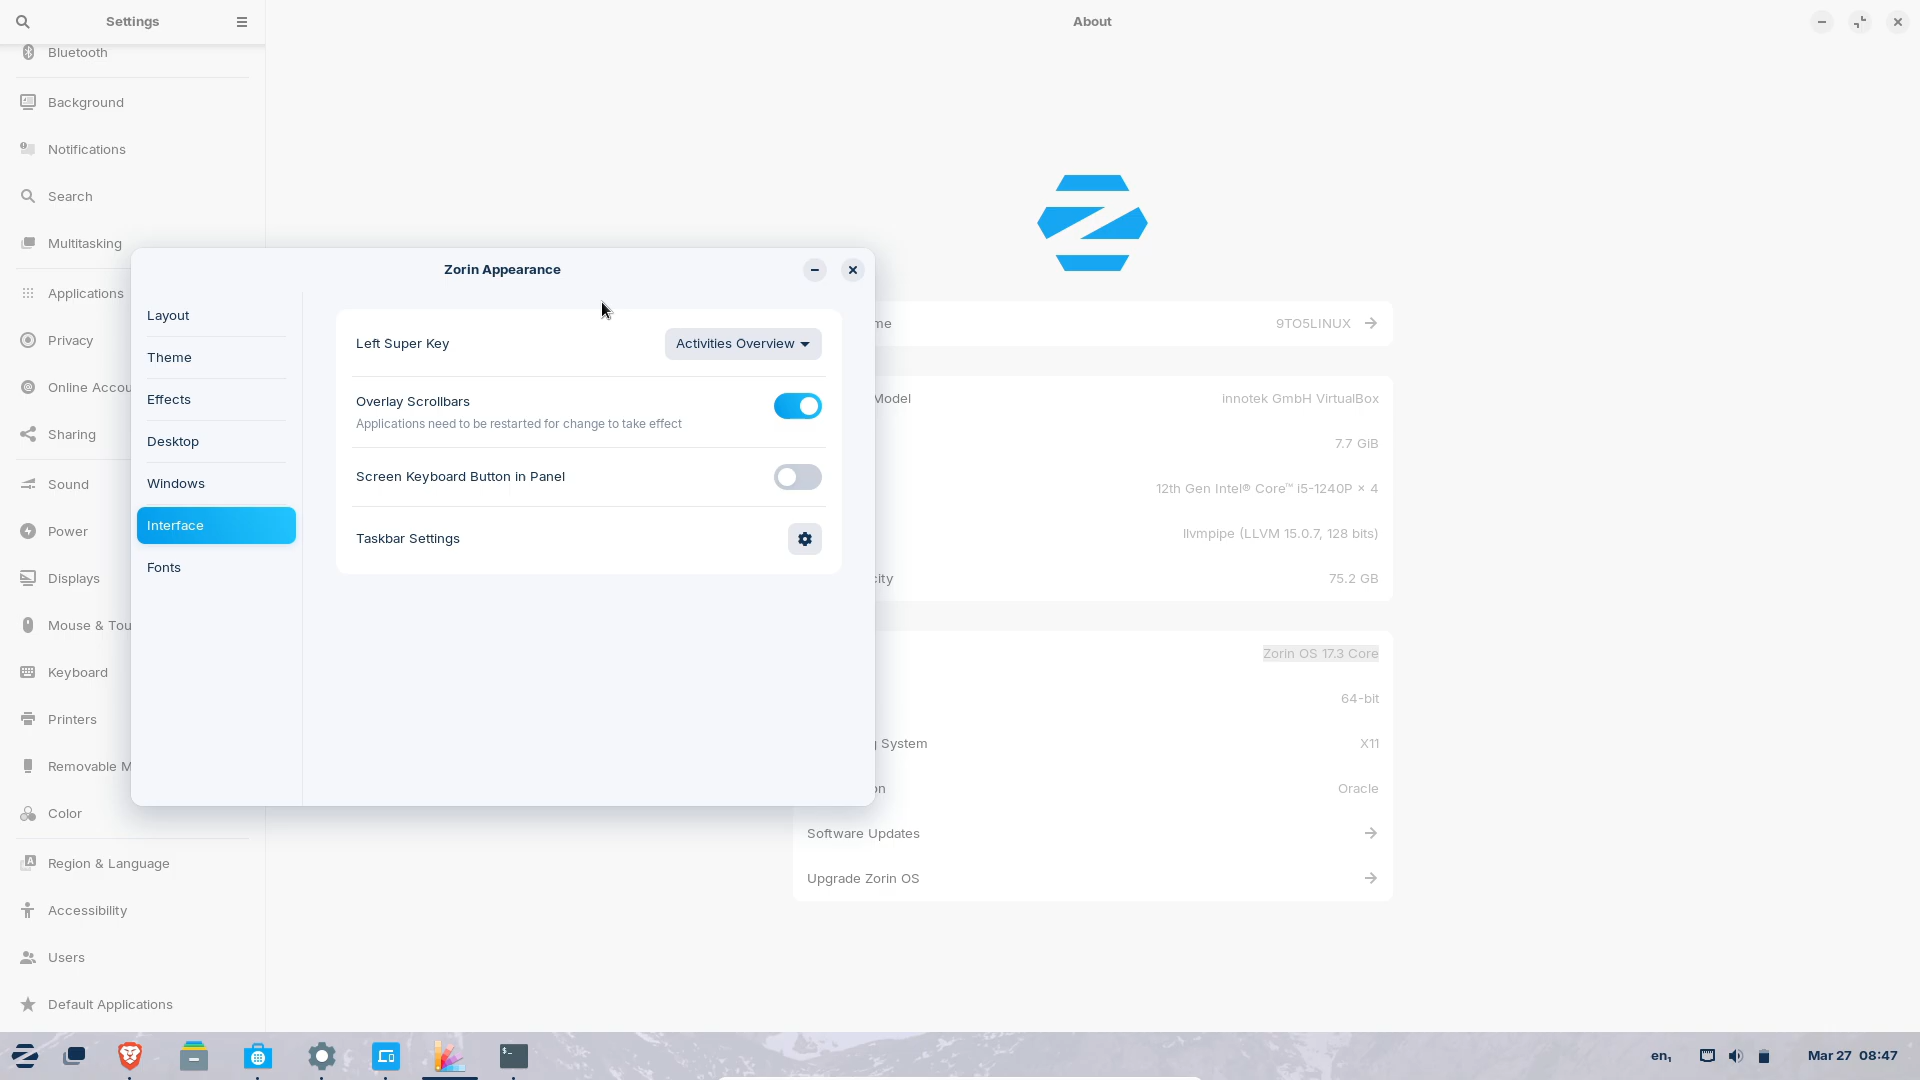 Settings
About
Bluetooth
Background
Notifications
Search
Multitasking
Applications
Privacy
Online Accou
Sharing
Sound
Power
Displays
Mouse & Tou
Keyboard
Printers
Removable M
Color
Region & Language
Accessibility
Users
Default Applications
Zorin Appearance
Layout
Theme
Effects
Desktop
Windows
Interface
Fonts
Left Super Key
Activities Overview
Overlay Scrollbars
Applications need to be restarted for change to take effect
Screen Keyboard Button in Panel
Taskbar Settings
me 9TO5LINUX
Model innotek GmbH VirtualBox
7.7 GiB
12th Gen Intel® Core™ i5-1240P × 4
llvmpipe (LLVM 15.0.7, 128 bits)
city 75.2 GB
Zorin OS 17.3 Core
64-bit
g System X11
on Oracle
Software Updates
Upgrade Zorin OS
en₁
Mar 27 08:47